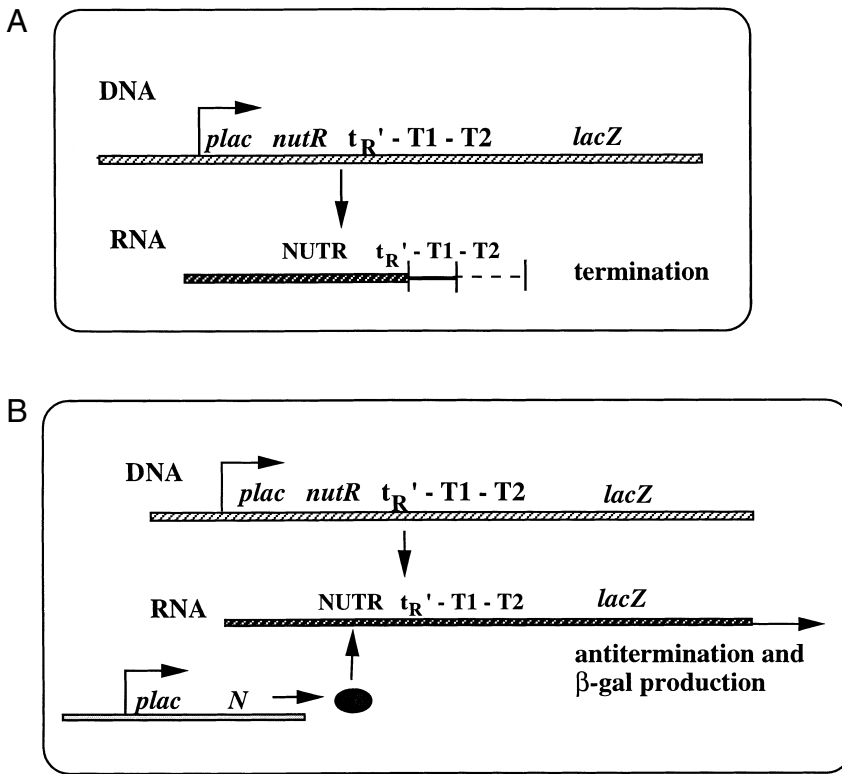 A
DNA
plac nutR tR' - T1 - T2 lacZ
RNA
NUTR tR' - T1 - T2
termination
B
DNA
plac nutR tR' - T1 - T2 lacZ
RNA
NUTR tR' - T1 - T2 lacZ
antitermination and
β-gal production
plac N